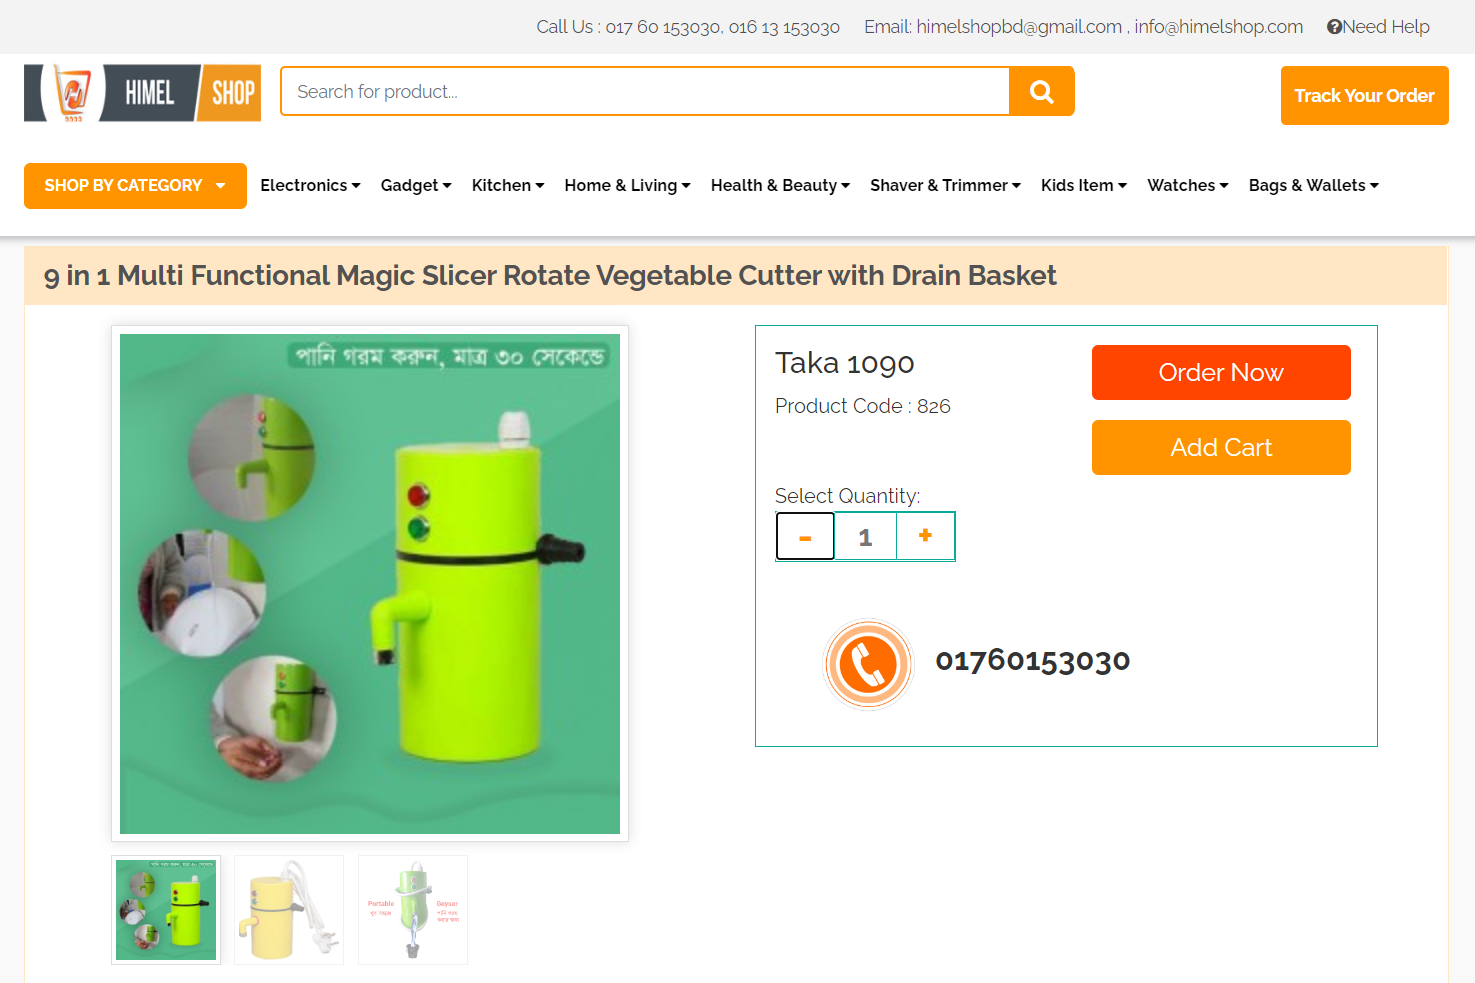 Call Us : 017 60 153030, 016 13 153030 Email: himelshopbd@gmail.com , info@himelshop.com Need Help
HIMEL SHOP
Search for product...
Track Your Order
SHOP BY CATEGORY Electronics Gadget Kitchen Home & Living Health & Beauty Shaver & Trimmer Kids Item Watches Bags & Wallets
9 in 1 Multi Functional Magic Slicer Rotate Vegetable Cutter with Drain Basket
পানি গরম করুন, মাত্র ৩০ সেকেন্ডে
Taka 1090
Order Now
Product Code : 826
Add Cart
Select Quantity:
- 1 +
01760153030
পানি গরম করুন, মাত্র ৩০ সেকেন্ডে
Portable Geyser